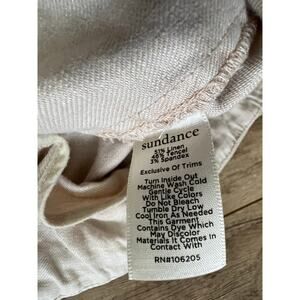 sundance
51% Linen
46% Tencel
3% Spandex
Exclusive Of Trims
Turn Inside Out
Machine Wash Cold
Gentle Cycle
With Like Colors
Do Not Bleach
Tumble Dry Low
Cool Iron As Needed
This Garment
Contains Dye Which
May Discolor
Materials It Comes In
Contact With
RN#106205